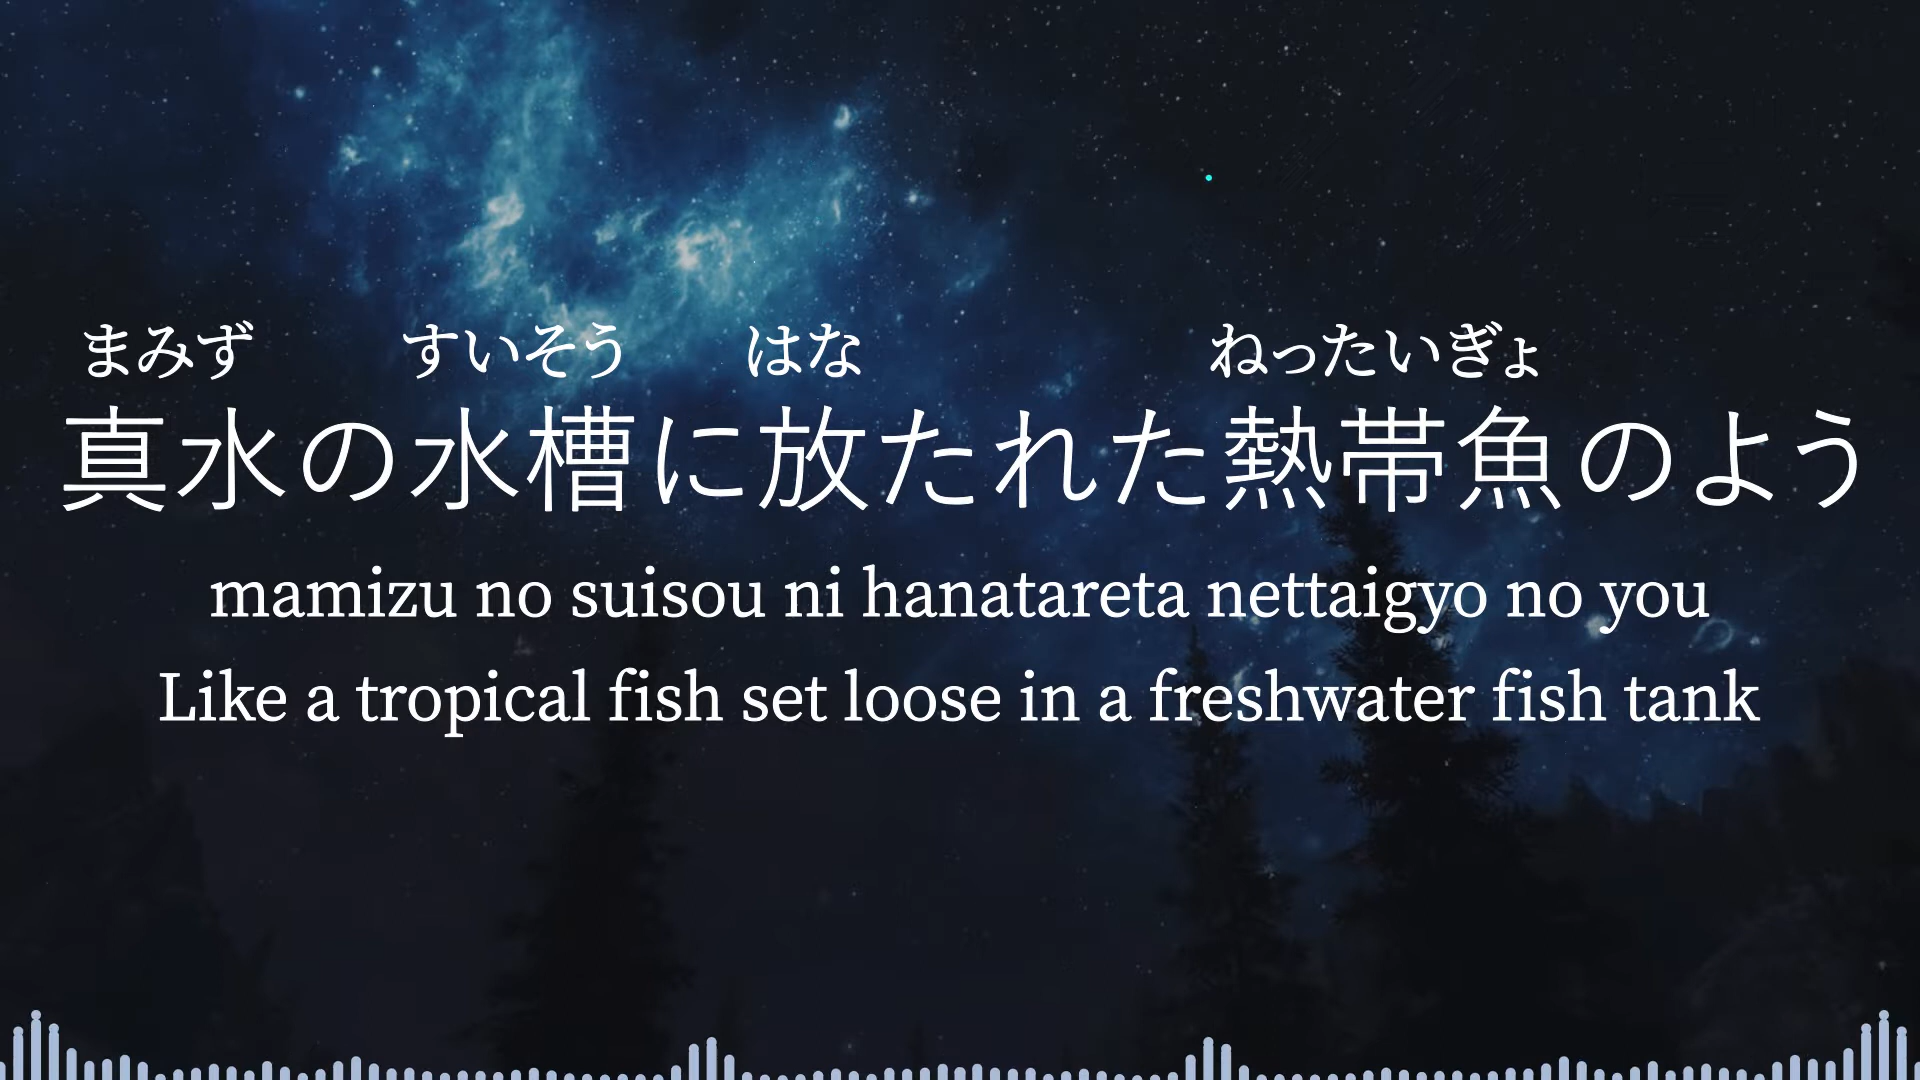 まみず すいそう はな ねったいぎょ
真水の水槽に放たれた熱帯魚のよう
mamizu no suisou ni hanatareta nettaigyo no you
Like a tropical fish set loose in a freshwater fish tank